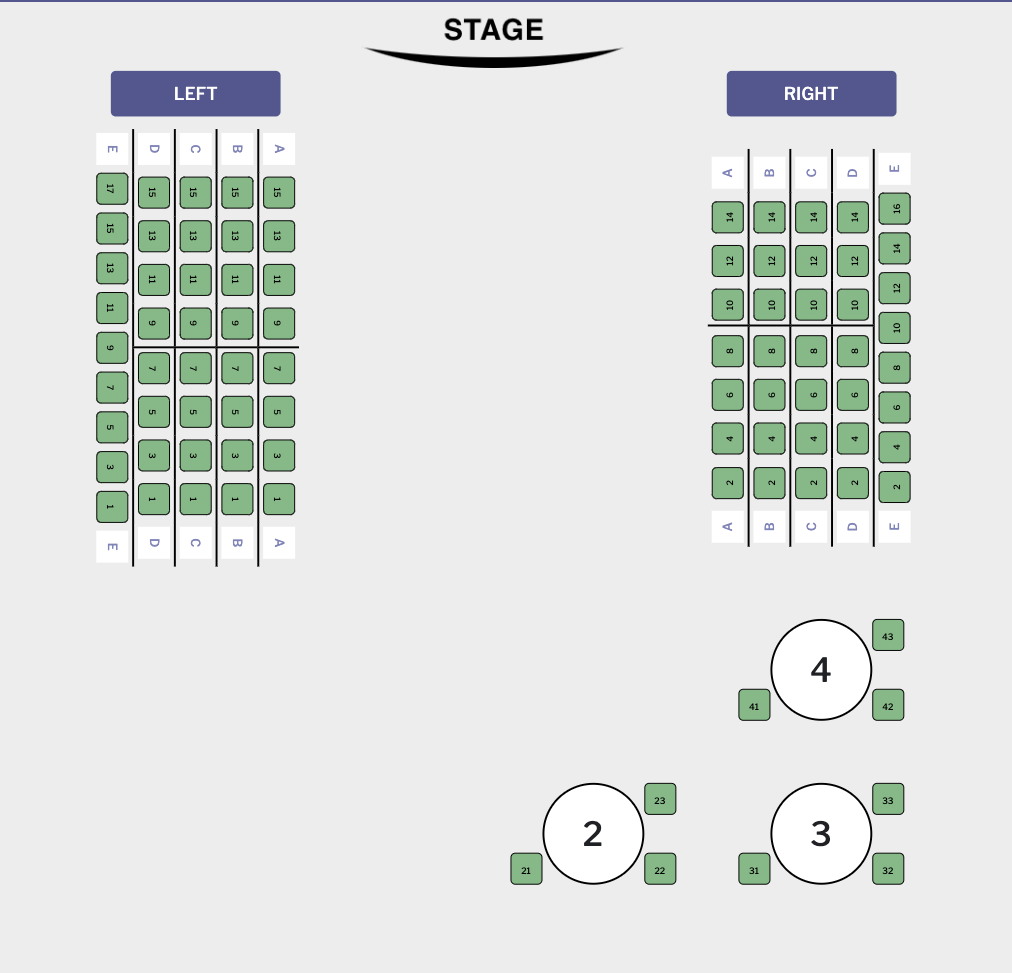 STAGE
LEFT
RIGHT
E D C B A
A B C D E
17 15 15 15 15
14 14 14 14 16
15 13 13 13 13
12 12 12 12 14
13 11 11 11 11
10 10 10 10 12
11 9 9 9 9
8 8 8 8 10
9 7 7 7 7
6 6 6 6 8
7 5 5 5 5
4 4 4 4 6
5 3 3 3 3
2 2 2 2 4
3 1 1 1 1
2
1
E D C B A
A B C D E
4
43
41
42
2
23
21
22
3
33
31
32